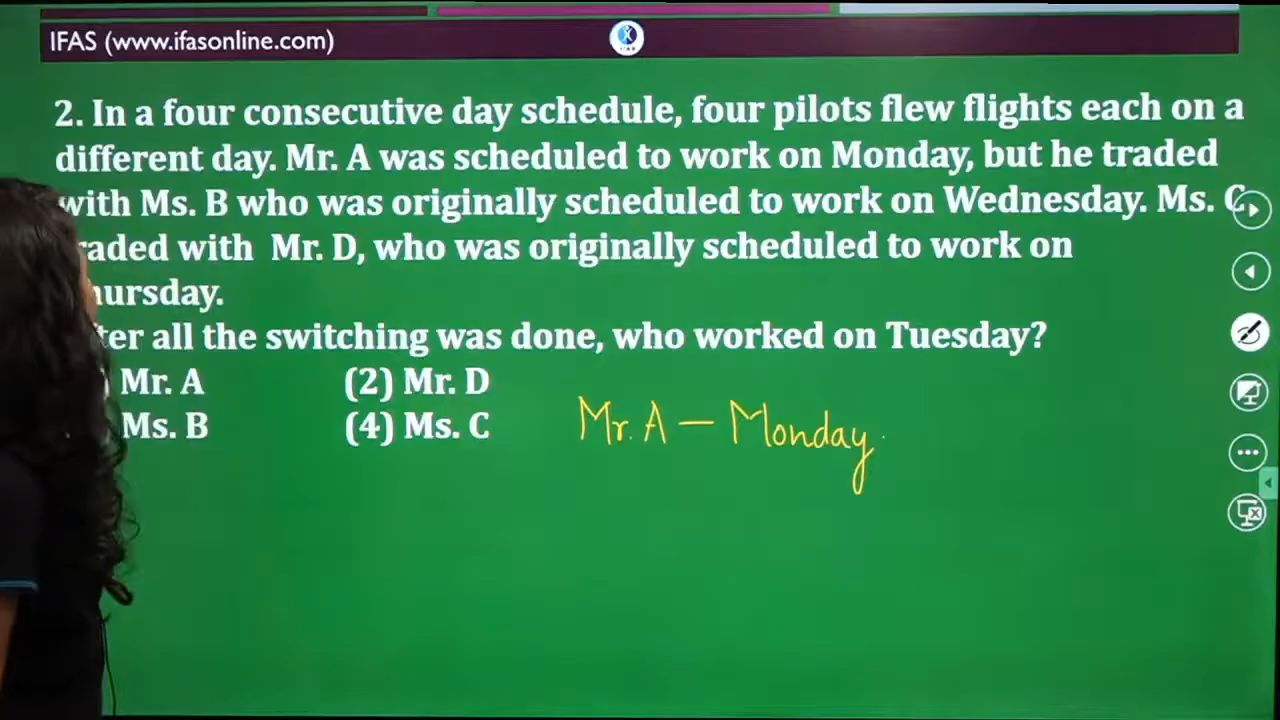 IFAS (www.ifasonline.com)
2. In a four consecutive day schedule, four pilots flew flights each on a
different day. Mr. A was scheduled to work on Monday, but he traded
with Ms. B who was originally scheduled to work on Wednesday. Ms. C
raded with Mr. D, who was originally scheduled to work on
hursday.
ter all the switching was done, who worked on Tuesday?
) Mr. A (2) Mr. D
Ms. B (4) Ms. C
Mr. A — Monday